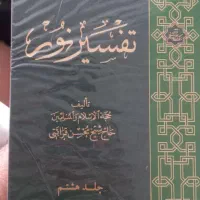 تفسیر نور
تألیف
حجة الاسلام والمسلمین
حاج شیخ محسن قرائتی
جلد هشتم